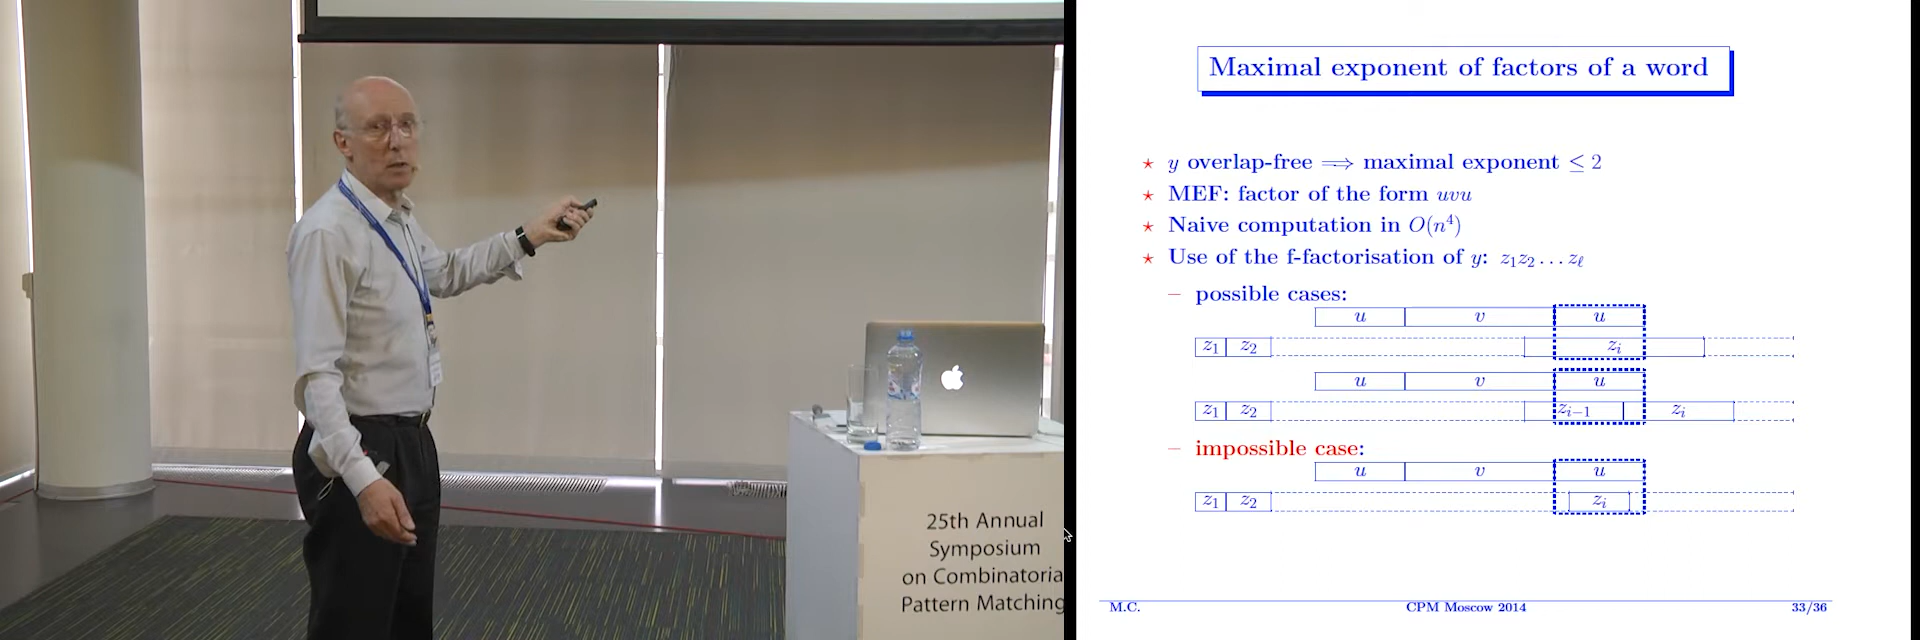 25th Annual
Symposium
on Combinatoria
Pattern Matching
Maximal exponent of factors of a word
⋆ y overlap-free ⟹ maximal exponent ≤ 2
⋆ MEF: factor of the form uvu
⋆ Naive computation in O(n⁴)
⋆ Use of the f-factorisation of y: z₁z₂…z_ℓ
– possible cases:
u v u
z₁ z₂ zᵢ
u v u
z₁ z₂ zᵢ₋₁ zᵢ
– impossible case:
u v u
z₁ z₂ zᵢ
M.C. CPM Moscow 2014 33/36